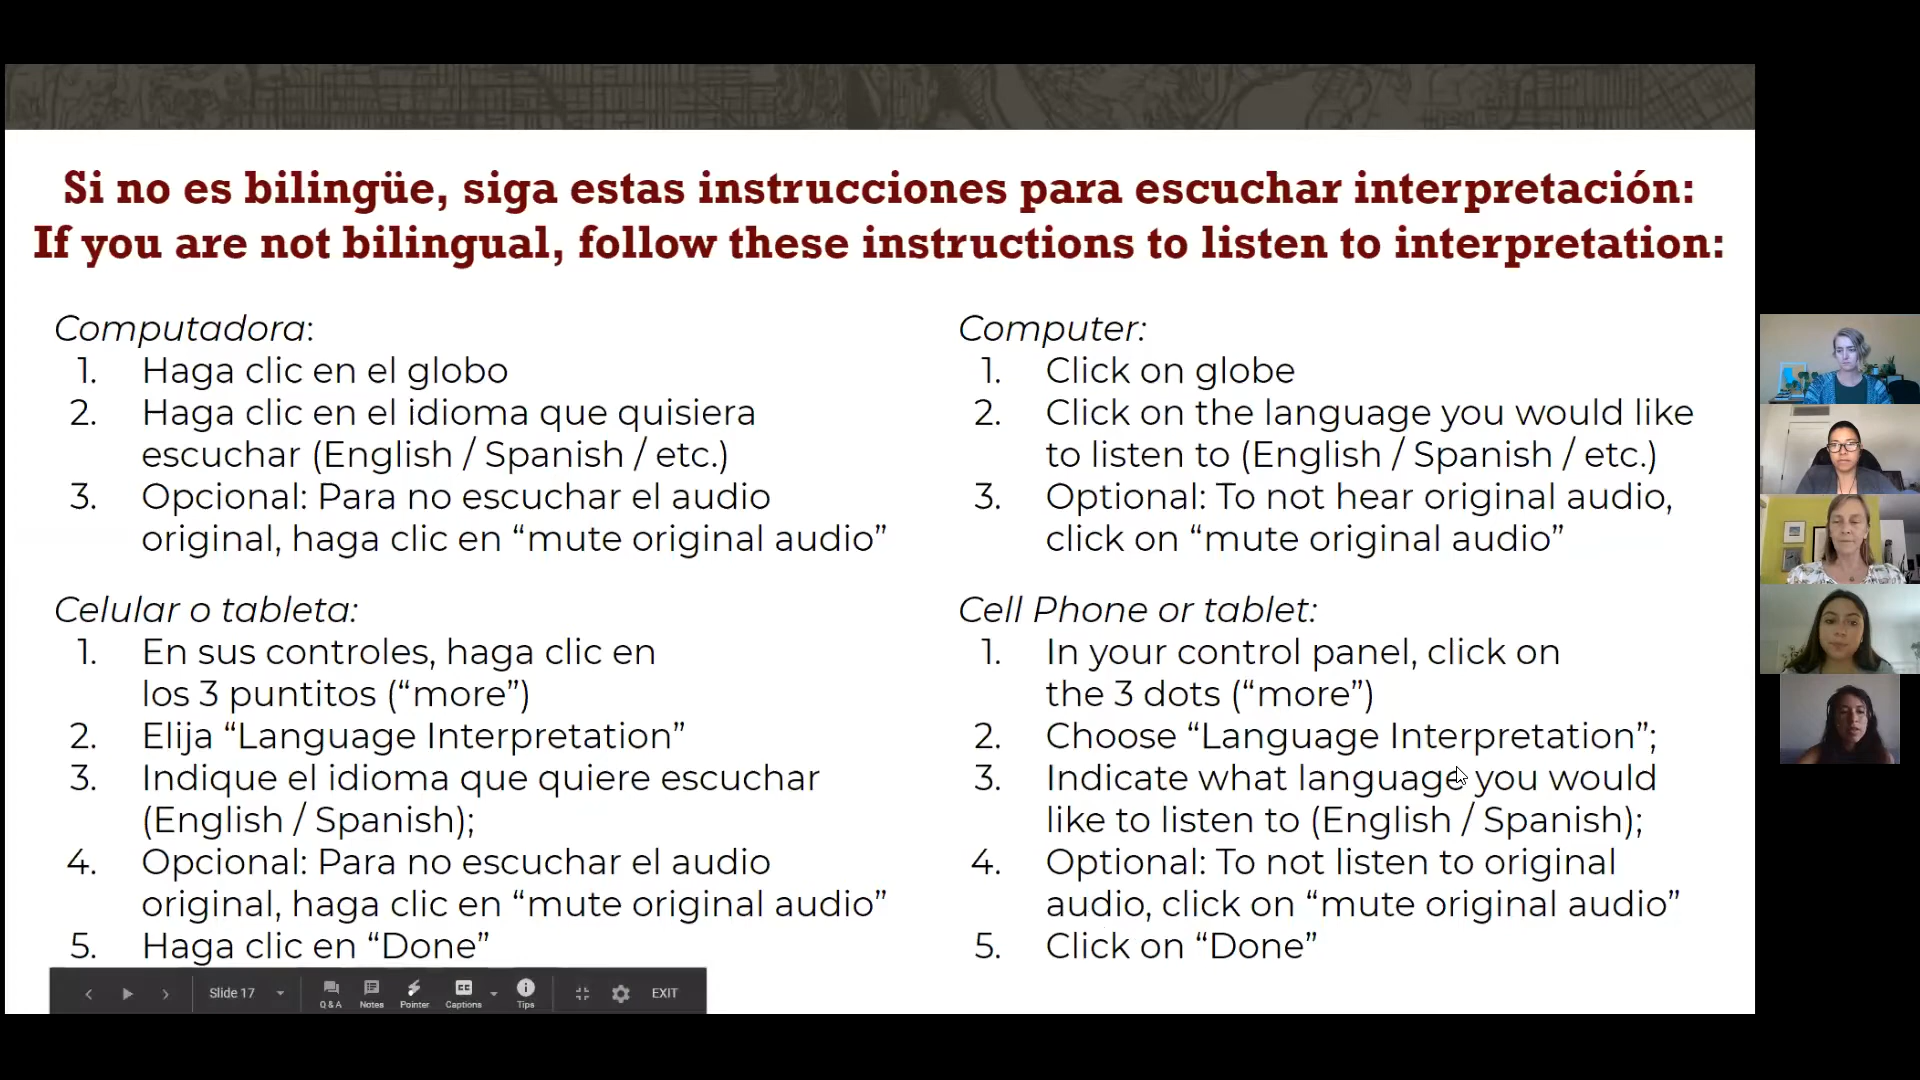 Si no es bilingüe, siga estas instrucciones para escuchar interpretación:
If you are not bilingual, follow these instructions to listen to interpretation:
Computadora:
1. Haga clic en el globo
2. Haga clic en el idioma que quisiera
escuchar (English / Spanish / etc.)
3. Opcional: Para no escuchar el audio
original, haga clic en “mute original audio”
Celular o tableta:
1. En sus controles, haga clic en
los 3 puntitos (“more”)
2. Elija “Language Interpretation”
3. Indique el idioma que quiere escuchar
(English / Spanish);
4. Opcional: Para no escuchar el audio
original, haga clic en “mute original audio”
5. Haga clic en “Done”
Computer:
1. Click on globe
2. Click on the language you would like
to listen to (English / Spanish / etc.)
3. Optional: To not hear original audio,
click on “mute original audio”
Cell Phone or tablet:
1. In your control panel, click on
the 3 dots (“more”)
2. Choose “Language Interpretation”;
3. Indicate what language you would
like to listen to (English / Spanish);
4. Optional: To not listen to original
audio, click on “mute original audio”
5. Click on “Done”
Slide 17 Q & A Notes Pointer Captions Tips EXIT